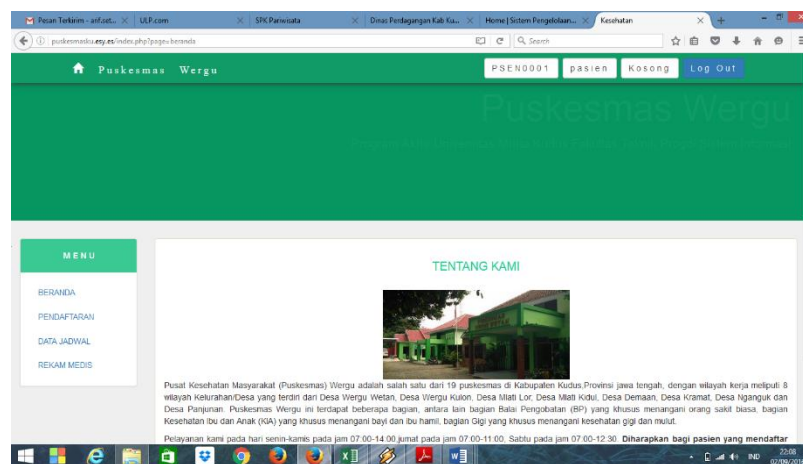 Pesan Terkirim - arif.set...
ULP.com
SPK Pariwisata
Dinas Perdagangan Kab Ku...
Home | Sistem Pengelolaan...
Kesehatan
puskesmasku.esy.es/index.php?page=beranda
Search
Puskesmas Wergu
PSEN0001
pasien
Kosong
Log Out
Puskesmas Wergu
MENU
BERANDA
PENDAFTARAN
DATA JADWAL
REKAM MEDIS
TENTANG KAMI
Pusat Kesehatan Masyarakat (Puskesmas) Wergu adalah salah satu dari 19 puskesmas di Kabupaten Kudus,Provinsi jawa tengah, dengan wilayah kerja meliputi 8
wilayah Kelurahan/Desa yang terdiri dari Desa Wergu Wetan, Desa Wergu Kulon, Desa Mlati Lor, Desa Mlati Kidul, Desa Demaan, Desa Kramat, Desa Nganguk dan
Desa Panjunan. Puskesmas Wergu ini terdapat beberapa bagian, antara lain bagian Balai Pengobatan (BP) yang khusus menangani orang sakit biasa, bagian
Kesehatan Ibu dan Anak (KIA) yang khusus menangani bayi dan ibu hamil, bagian Gigi yang khusus menangani kesehatan gigi dan mulut.
Pelayanan kami pada hari senin-kamis pada jam 07:00-14:00,jumat pada jam 07:00-11:00, Sabtu pada jam 07:00-12:30. Diharapkan bagi pasien yang mendaftar
IND
22:08
02/09/2016